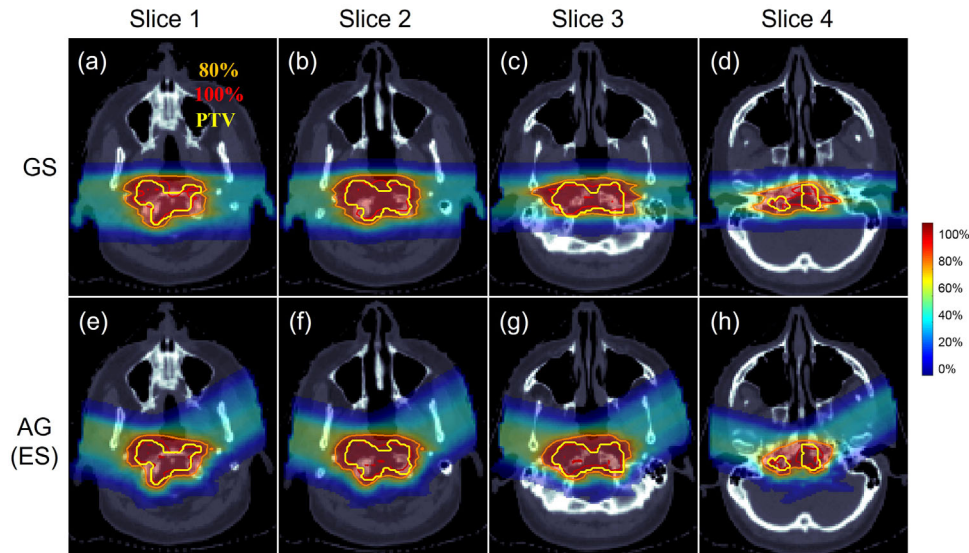 Slice 1 Slice 2 Slice 3 Slice 4
(a) (b) (c) (d)
80%
100%
PTV
GS
(e) (f) (g) (h)
AG
(ES)
100%
80%
60%
40%
20%
0%